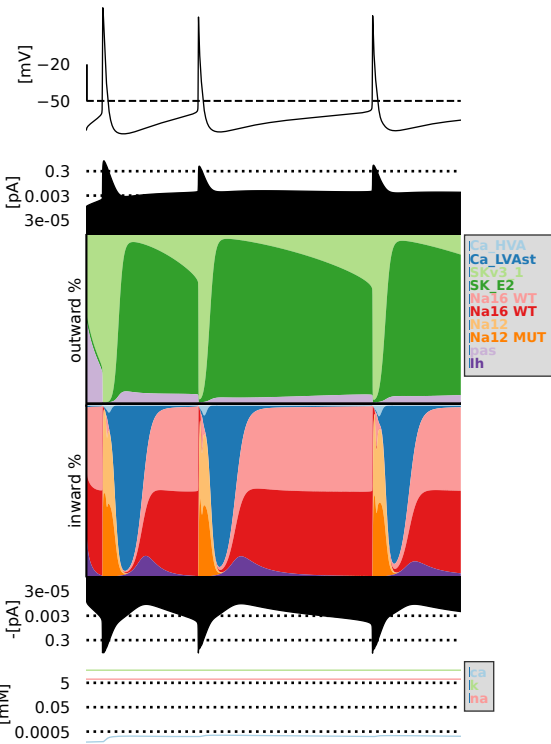 [mV]
−20
−50
[pA]
0.3
0.003
3e-05
outward %
Ca_HVA
Ca_LVAst
SKv3_1
SK_E2
Na16 WT
Na16 WT
Na12
Na12 MUT
pas
Ih
inward %
-[pA]
3e-05
0.003
0.3
[mM]
5
0.05
0.0005
ca
k
na